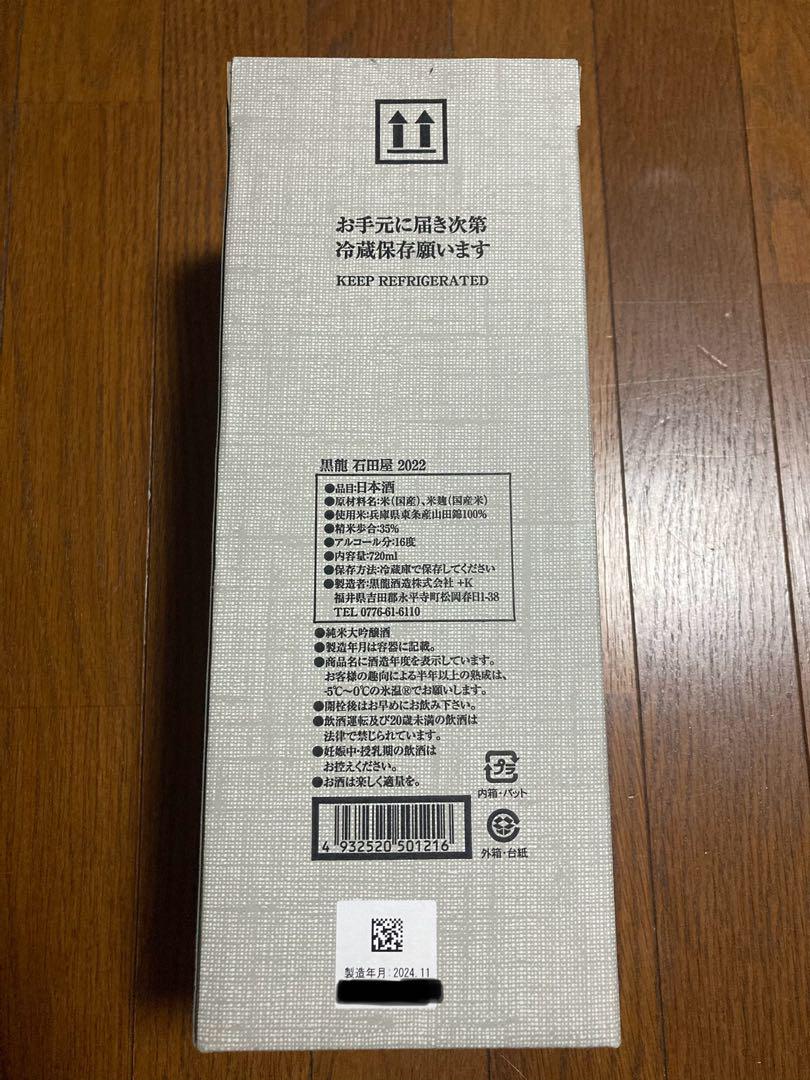 お手元に届き次第
冷蔵保存願います
KEEP REFRIGERATED
黒龍 石田屋 2022
●品目:日本酒
●原材料名:米(国産)、米麹(国産米)
●使用米:兵庫県東条産山田錦100%
●精米歩合:35%
●アルコール分:16度
●内容量:720ml
●保存方法:冷蔵庫で保存してください
●製造者:黒龍酒造株式会社 +K
福井県吉田郡永平寺町松岡春日1-38
TEL 0776-61-6110
●純米大吟醸酒
●製造年月は容器に記載。
●商品名に酒造年度を表示しています。
お客様の趣向による半年以上の熟成は、
-5℃~0℃の氷温®でお願いします。
●開栓後はお早めにお飲み下さい。
●飲酒運転及び20歳未満の飲酒は
法律で禁じられています。
●妊娠中・授乳期の飲酒は
お控えください。
●お酒は楽しく適量を。
プラ
内箱・パット
外箱・台紙
4 932520 501216
製造年月:2024.11